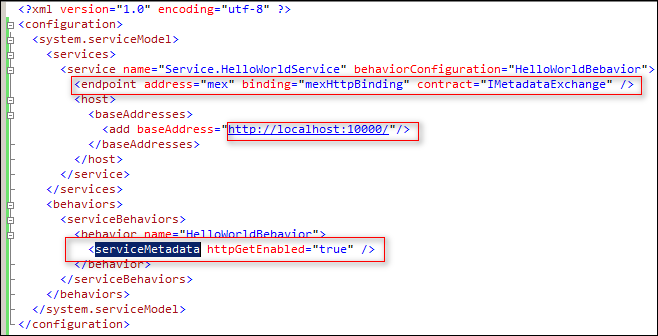 <?xml version="1.0" encoding="utf-8" ?>
<configuration>
<system.serviceModel>
<services>
<service name="Service.HelloWorldService" behaviorConfiguration="HelloWorldBebavior">
<endpoint address="mex" binding="mexHttpBinding" contract="IMetadataExchange" />
<host>
<baseAddresses>
<add baseAddress="http://localhost:10000/"/>
</baseAddresses>
</host>
</service>
</services>
<behaviors>
<serviceBehaviors>
<behavior name="HelloWorldBehavior">
<serviceMetadata httpGetEnabled="true" />
</behavior>
</serviceBehaviors>
</behaviors>
</system.serviceModel>
</configuration>